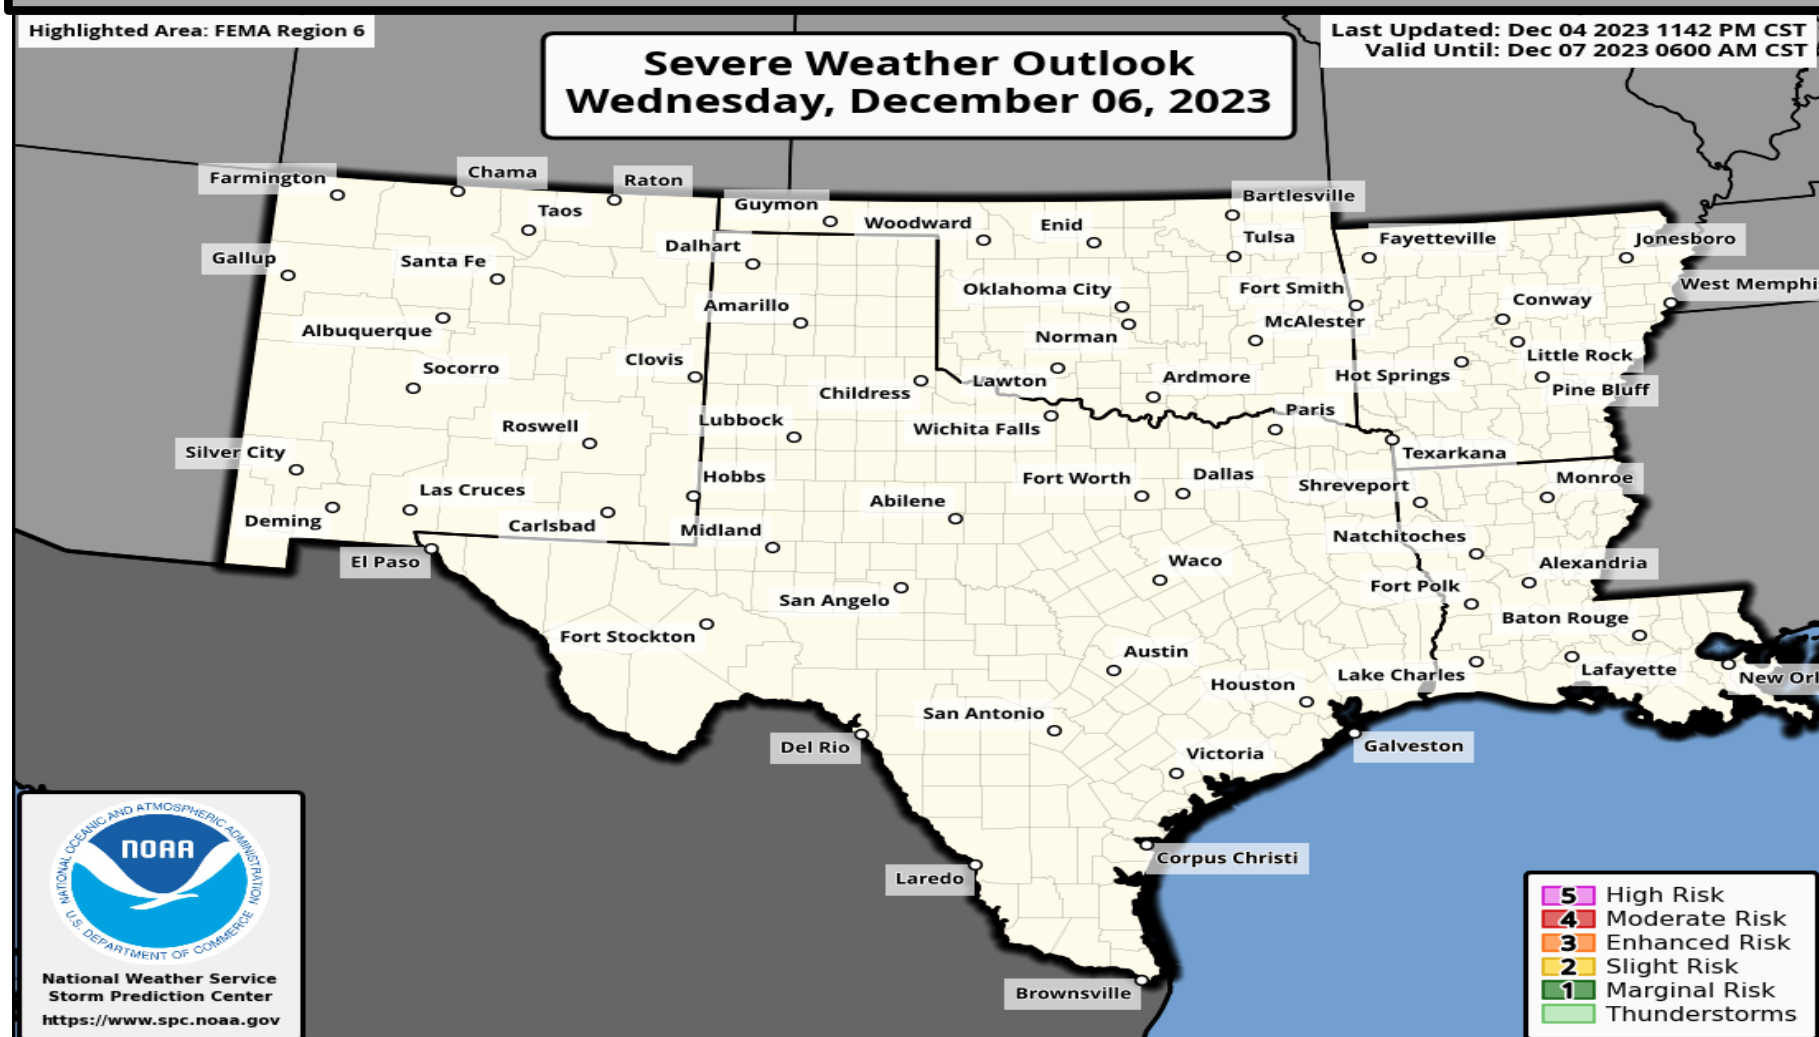 Highlighted Area: FEMA Region 6
Last Updated: Dec 04 2023 1142 PM CST
Valid Until: Dec 07 2023 0600 AM CST
Severe Weather Outlook
Wednesday, December 06, 2023
Farmington
Chama
Raton
Taos
Guymon
Woodward
Enid
Bartlesville
Tulsa
Fayetteville
Jonesboro
Gallup
Santa Fe
Dalhart
Oklahoma City
Fort Smith
Conway
West Memphi
Albuquerque
Amarillo
Norman
McAlester
Little Rock
Socorro
Clovis
Childress
Lawton
Ardmore
Hot Springs
Pine Bluff
Roswell
Lubbock
Wichita Falls
Paris
Texarkana
Silver City
Las Cruces
Hobbs
Abilene
Fort Worth
Dallas
Shreveport
Monroe
Deming
Carlsbad
Midland
Natchitoches
El Paso
San Angelo
Waco
Fort Polk
Alexandria
Fort Stockton
Austin
Baton Rouge
Houston
Lake Charles
Lafayette
New Orl
San Antonio
Del Rio
Victoria
Galveston
Corpus Christi
Laredo
Brownsville
NATIONAL OCEANIC AND ATMOSPHERIC ADMINISTRATION
NOAA
U.S. DEPARTMENT OF COMMERCE
National Weather Service
Storm Prediction Center
https://www.spc.noaa.gov
5 High Risk
4 Moderate Risk
3 Enhanced Risk
2 Slight Risk
1 Marginal Risk
Thunderstorms